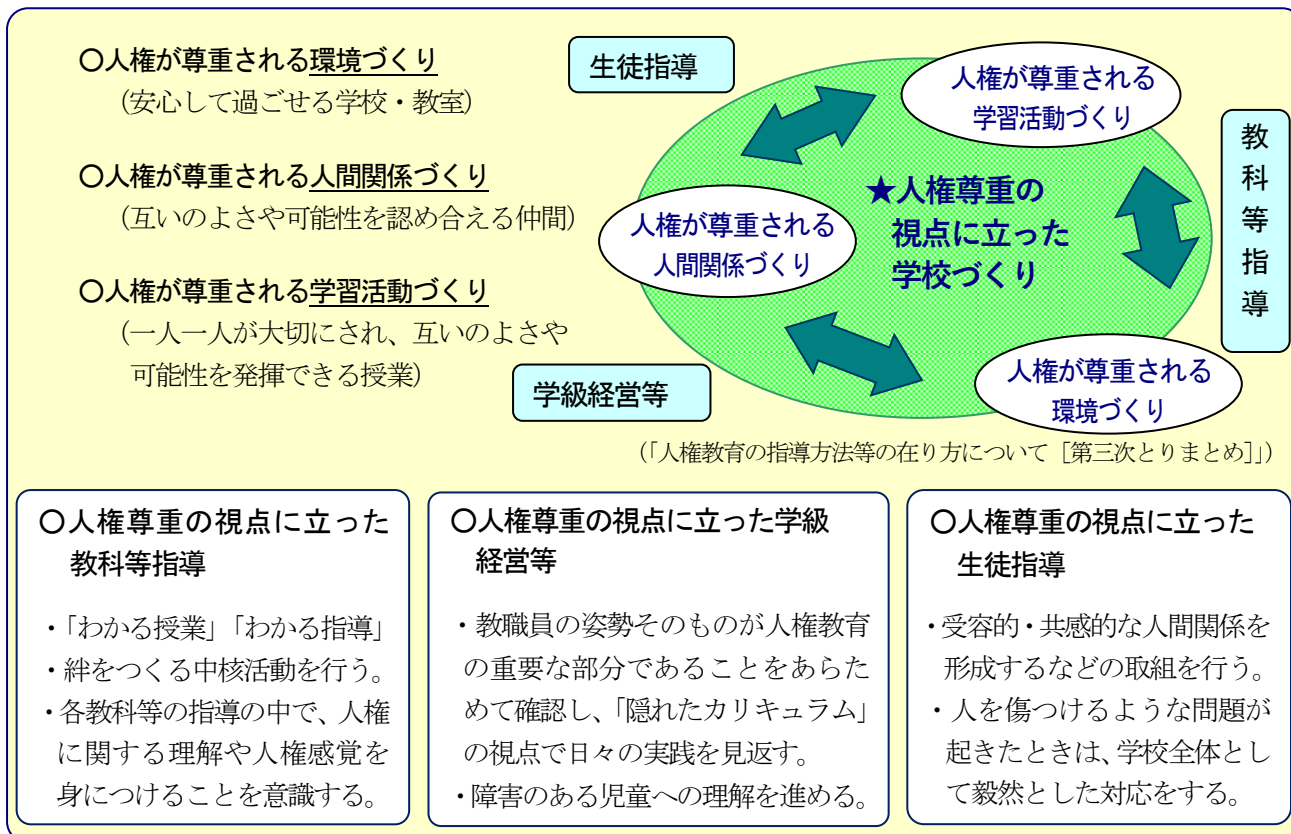 〇人権が尊重される環境づくり
(安心して過ごせる学校・教室)
〇人権が尊重される人間関係づくり
(互いのよさや可能性を認め合える仲間)
〇人権が尊重される学習活動づくり
(一人一人が大切にされ、互いのよさや
可能性を発揮できる授業)
生徒指導
人権が尊重される
学習活動づくり
教科等指導
★人権尊重の
視点に立った
学校づくり
人権が尊重される
人間関係づくり
学級経営等
人権が尊重される
環境づくり
(「人権教育の指導方法等の在り方について[第三次とりまとめ]」)
〇人権尊重の視点に立った
教科等指導
・「わかる授業」「わかる指導」
・絆をつくる中核活動を行う。
・各教科等の指導の中で、人権
に関する理解や人権感覚を
身につけることを意識する。
〇人権尊重の視点に立った学級
経営等
・教職員の姿勢そのものが人権教育
の重要な部分であることをあらた
めて確認し、「隠れたカリキュラム」
の視点で日々の実践を見返す。
・障害のある児童への理解を進める。
〇人権尊重の視点に立った
生徒指導
・受容的・共感的な人間関係を
形成するなどの取組を行う。
・人を傷つけるような問題が
起きたときは、学校全体とし
て毅然とした対応をする。